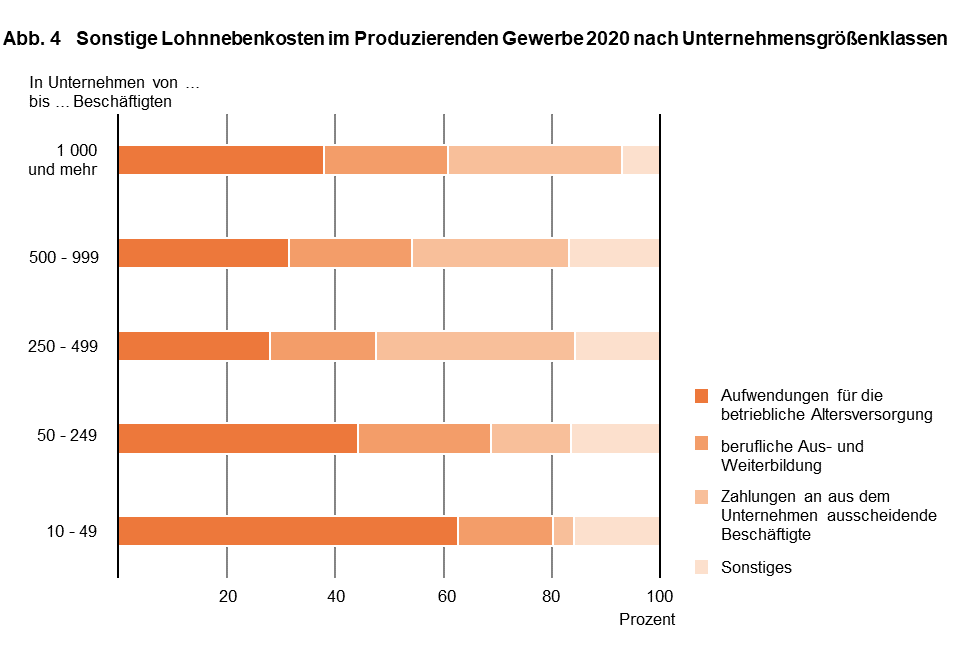 Abb. 4 Sonstige Lohnnebenkosten im Produzierenden Gewerbe 2020 nach Unternehmensgrößenklassen
In Unternehmen von ...
bis ... Beschäftigten
1 000
und mehr
500 - 999
250 - 499
50 - 249
10 - 49
20 40 60 80 100
Prozent
Aufwendungen für die
betriebliche Altersversorgung
berufliche Aus- und
Weiterbildung
Zahlungen an aus dem
Unternehmen ausscheidende
Beschäftigte
Sonstiges